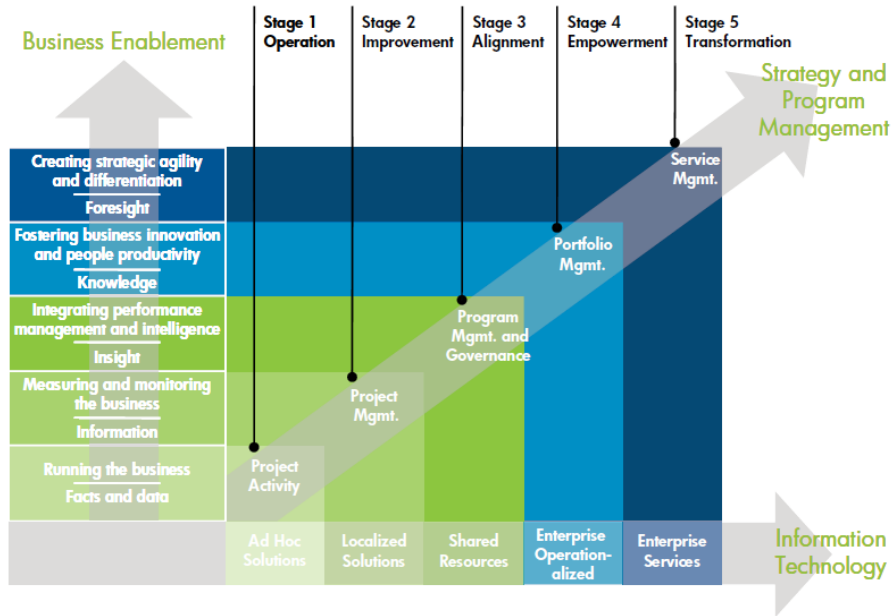 Business Enablement
Stage 1
Operation
Stage 2
Improvement
Stage 3
Alignment
Stage 4
Empowerment
Stage 5
Transformation
Strategy and
Program
Management
Creating strategic agility
and differentiation
Foresight
Fostering business innovation
and people productivity
Knowledge
Integrating performance
management and intelligence
Insight
Measuring and monitoring
the business
Information
Running the business
Facts and data
Service
Mgmt.
Portfolio
Mgmt.
Program
Mgmt. and
Governance
Project
Mgmt.
Project
Activity
Ad Hoc
Solutions
Localized
Solutions
Shared
Resources
Enterprise
Operation-
alized
Enterprise
Services
Information
Technology